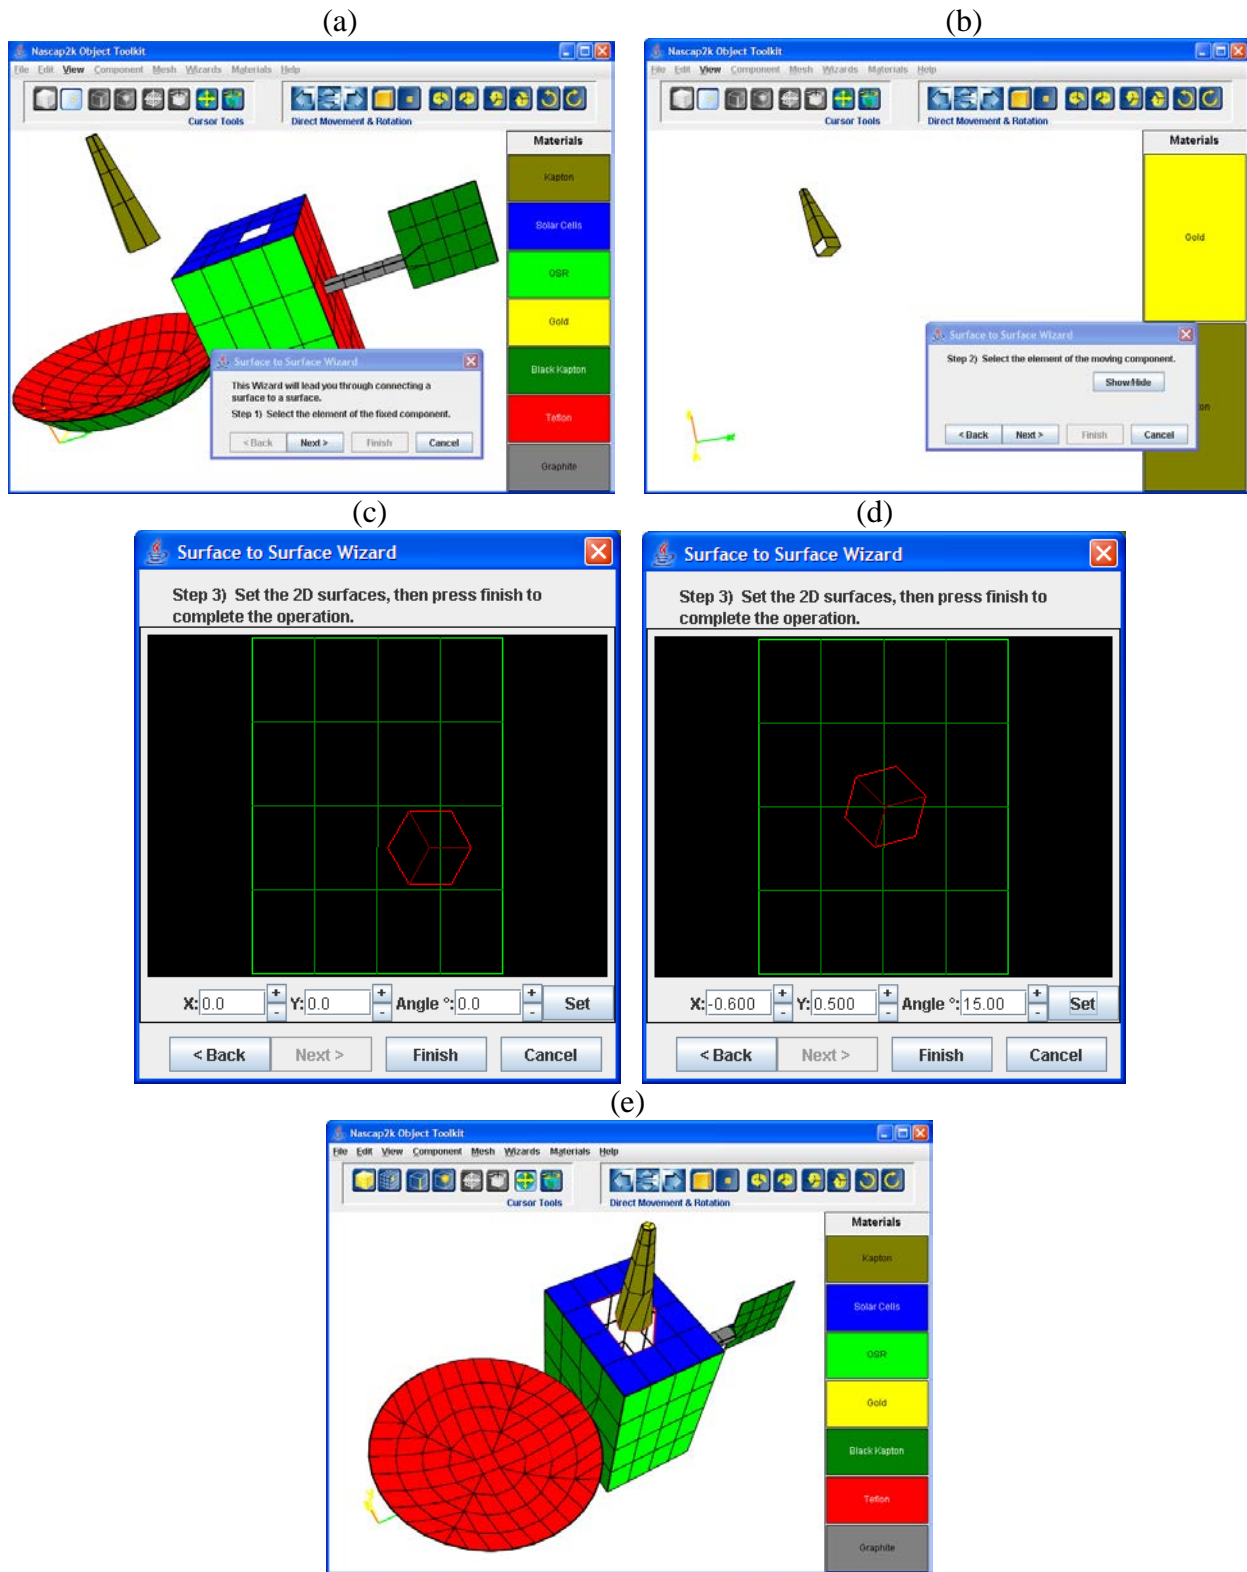 (a)
(b)
Nascap2k Object Toolkit
File Edit View Component Mesh Wizards Materials Help
Cursor Tools
Direct Movement & Rotation
Materials
Kapton
Solar Cells
OSR
Gold
Black Kapton
Teflon
Graphite
Surface to Surface Wizard
This Wizard will lead you through connecting a
surface to a surface.
Step 1) Select the element of the fixed component.
< Back Next > Finish Cancel
Nascap2k Object Toolkit
File Edit View Component Mesh Wizards Materials Help
Cursor Tools
Direct Movement & Rotation
Materials
Gold
Surface to Surface Wizard
Step 2) Select the element of the moving component.
Show/Hide
on
< Back Next > Finish Cancel
(c)
(d)
Surface to Surface Wizard
Step 3) Set the 2D surfaces, then press finish to
complete the operation.
X: 0.0 + - Y: 0.0 + - Angle °: 0.0 + - Set
< Back Next > Finish Cancel
Surface to Surface Wizard
Step 3) Set the 2D surfaces, then press finish to
complete the operation.
X: -0.600 + - Y: 0.500 + - Angle °: 15.00 + - Set
< Back Next > Finish Cancel
(e)
Nascap2k Object Toolkit
File Edit View Component Mesh Wizards Materials Help
Cursor Tools
Direct Movement & Rotation
Materials
Kapton
Solar Cells
OSR
Gold
Black Kapton
Teflon
Graphite